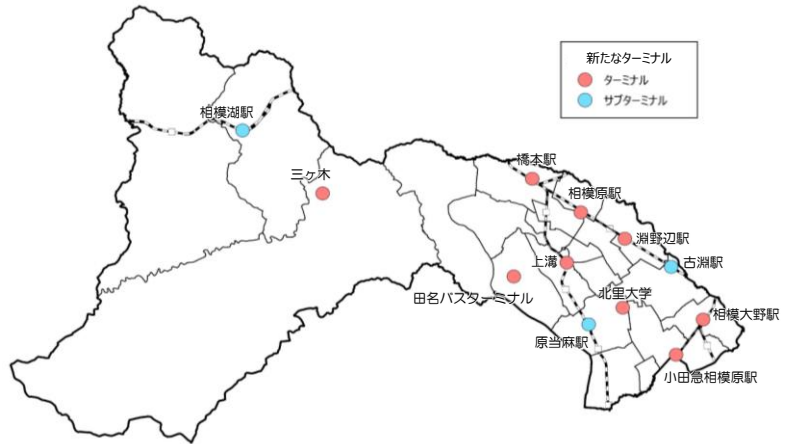 新たなターミナル
ターミナル
サブターミナル
相模湖駅
三ヶ木
橋本駅
相模原駅
淵野辺駅
上溝
古淵駅
田名バスターミナル
北里大学
相模大野駅
原当麻駅
小田急相模原駅